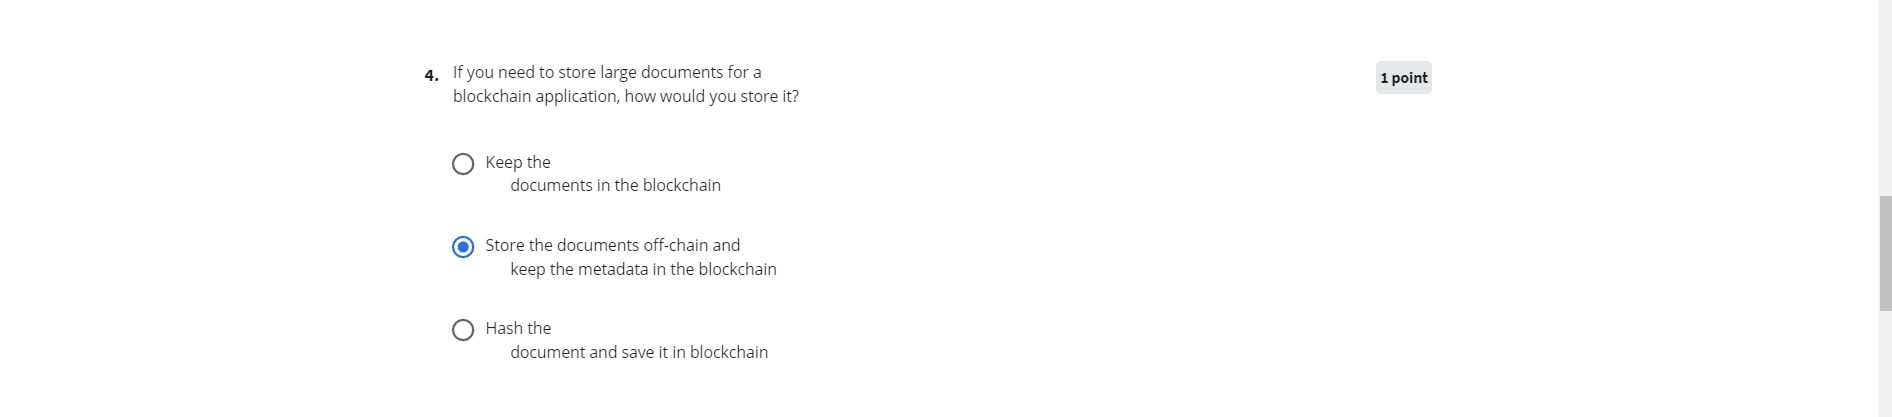 4. If you need to store large documents for a
blockchain application, how would you store it?
1 point
Keep the
documents in the blockchain
Store the documents off-chain and
keep the metadata in the blockchain
Hash the
document and save it in blockchain